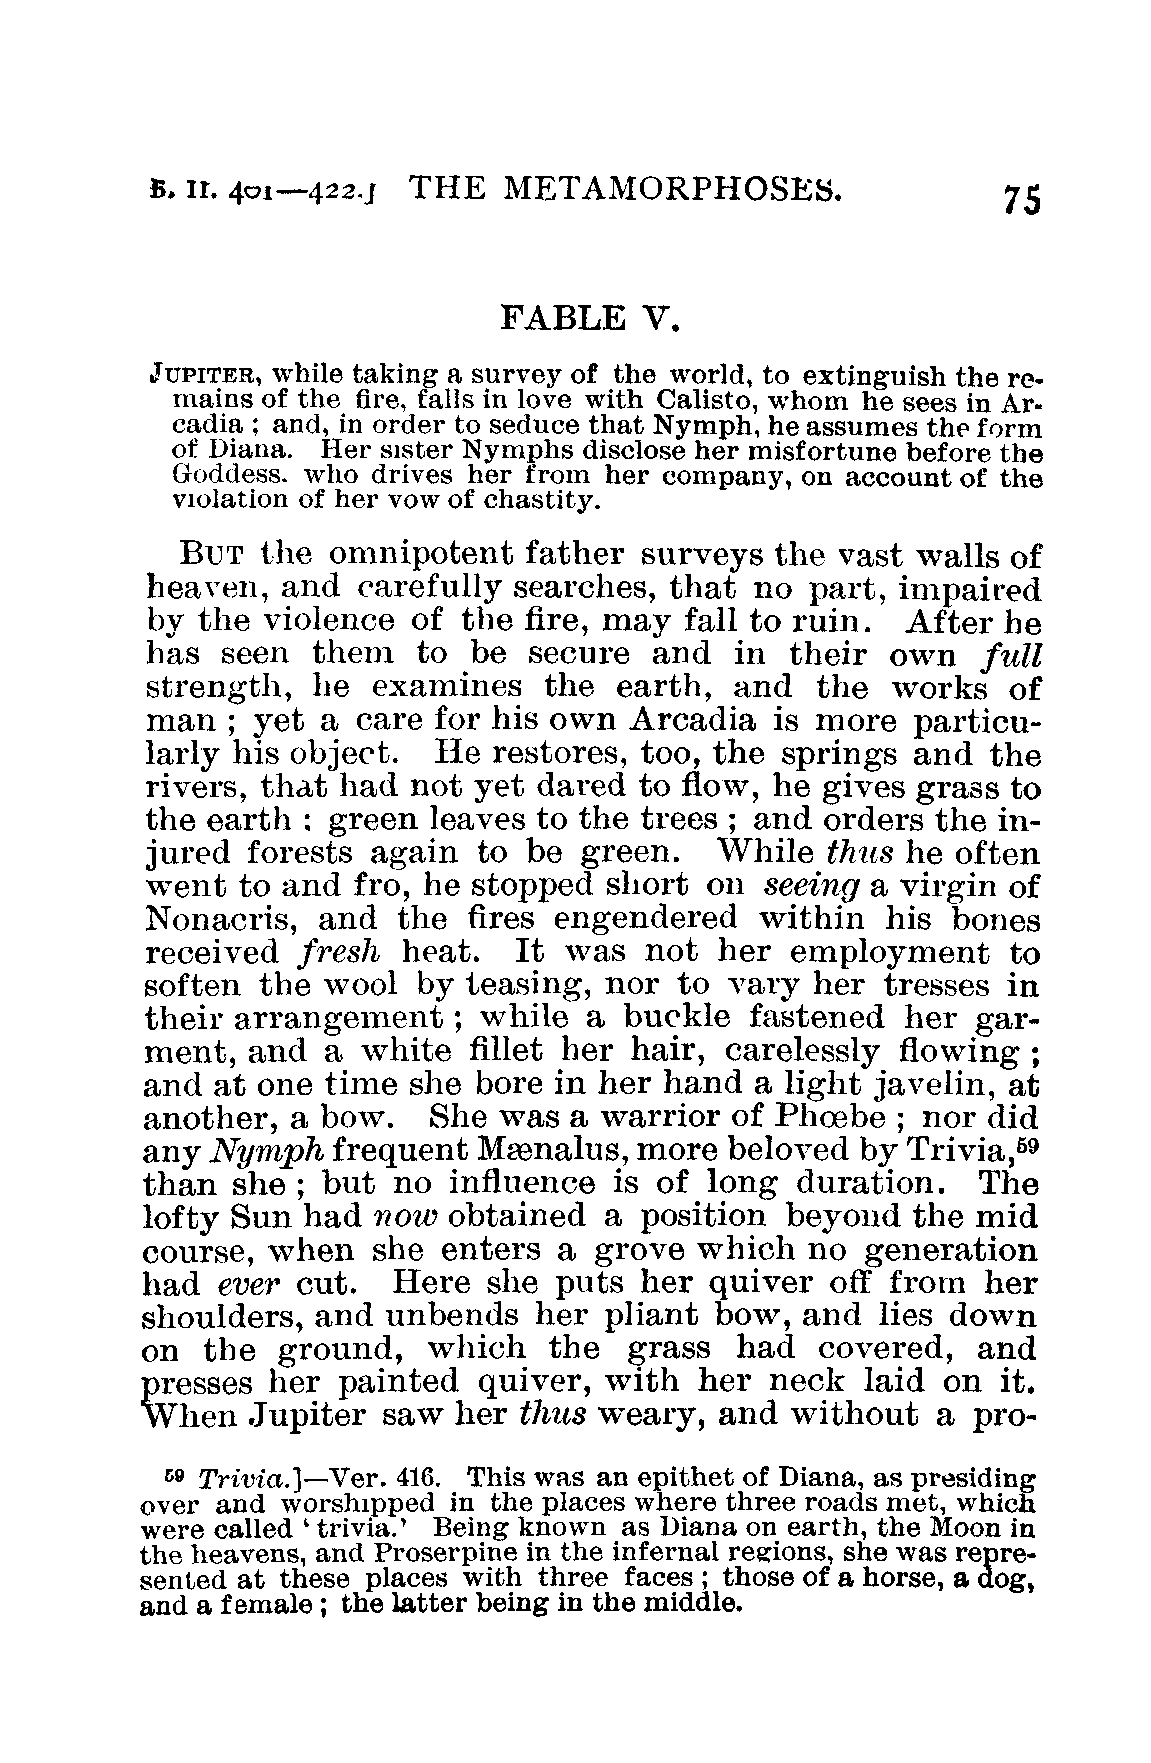 B. II. 401—422.] THE METAMORPHOSES. 75
FABLE V.
JUPITER, while taking a survey of the world, to extinguish the re-
mains of the fire, falls in love with Calisto, whom he sees in Ar-
cadia ; and, in order to seduce that Nymph, he assumes the form
of Diana. Her sister Nymphs disclose her misfortune before the
Goddess. who drives her from her company, on account of the
violation of her vow of chastity.
BUT the omnipotent father surveys the vast walls of
heaven, and carefully searches, that no part, impaired
by the violence of the fire, may fall to ruin. After he
has seen them to be secure and in their own full
strength, he examines the earth, and the works of
man ; yet a care for his own Arcadia is more particu-
larly his object. He restores, too, the springs and the
rivers, that had not yet dared to flow, he gives grass to
the earth ; green leaves to the trees ; and orders the in-
jured forests again to be green. While thus he often
went to and fro, he stopped short on seeing a virgin of
Nonacris, and the fires engendered within his bones
received fresh heat. It was not her employment to
soften the wool by teasing, nor to vary her tresses in
their arrangement ; while a buckle fastened her gar-
ment, and a white fillet her hair, carelessly flowing ;
and at one time she bore in her hand a light javelin, at
another, a bow. She was a warrior of Phœbe ; nor did
any Nymph frequent Mænalus, more beloved by Trivia,⁵⁹
than she ; but no influence is of long duration. The
lofty Sun had now obtained a position beyond the mid
course, when she enters a grove which no generation
had ever cut. Here she puts her quiver off from her
shoulders, and unbends her pliant bow, and lies down
on the ground, which the grass had covered, and
presses her painted quiver, with her neck laid on it.
When Jupiter saw her thus weary, and without a pro-
⁵⁹ Trivia.]—Ver. 416. This was an epithet of Diana, as presiding
over and worshipped in the places where three roads met, which
were called ‘trivia.’ Being known as Diana on earth, the Moon in
the heavens, and Proserpine in the infernal regions, she was repre-
sented at these places with three faces ; those of a horse, a dog,
and a female ; the latter being in the middle.